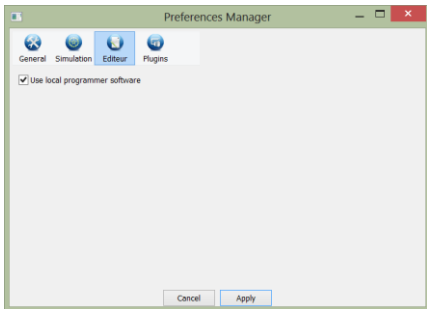 Preferences Manager
General Simulation Editeur Plugins
Use local programmer software
Cancel Apply